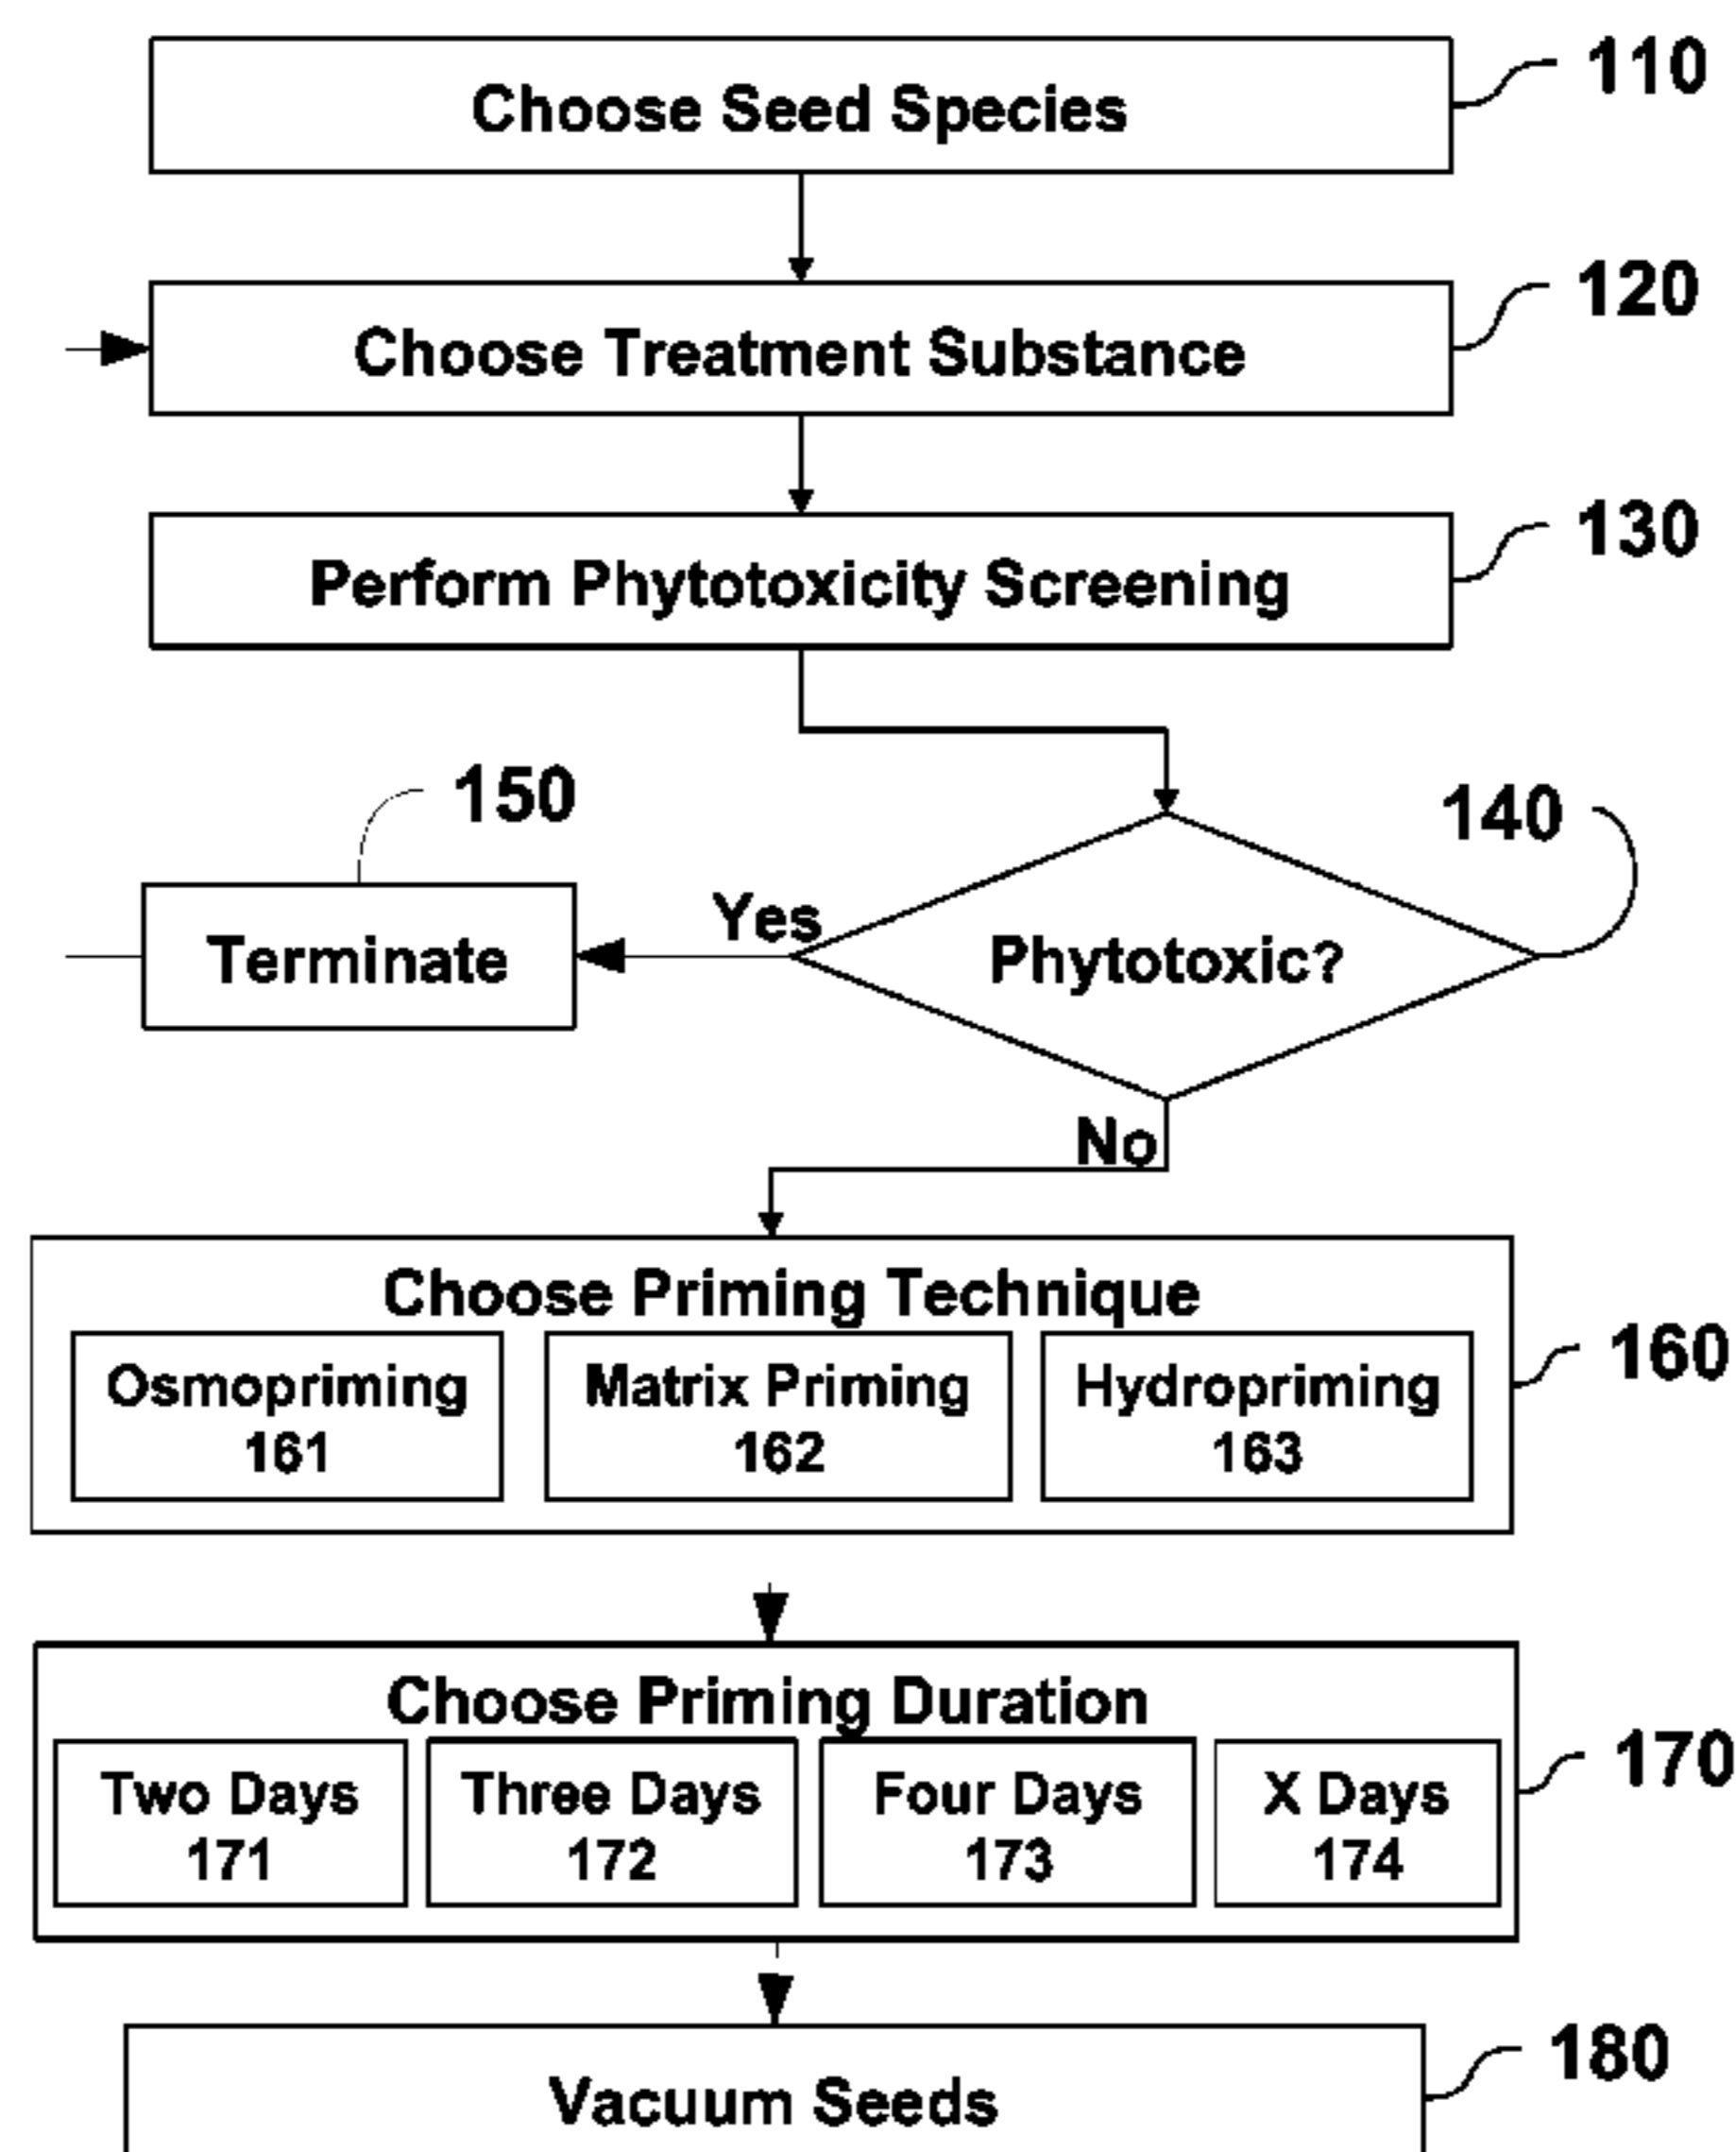 Choose Seed Species
110
Choose Treatment Substance
120
Perform Phytotoxicity Screening
130
150
140
Yes
Terminate
Phytotoxic?
No
Choose Priming Technique
160
Osmopriming
161
Matrix Priming
162
Hydropriming
163
Choose Priming Duration
170
Two Days
171
Three Days
172
Four Days
173
X Days
174
180
Vacuum Seeds